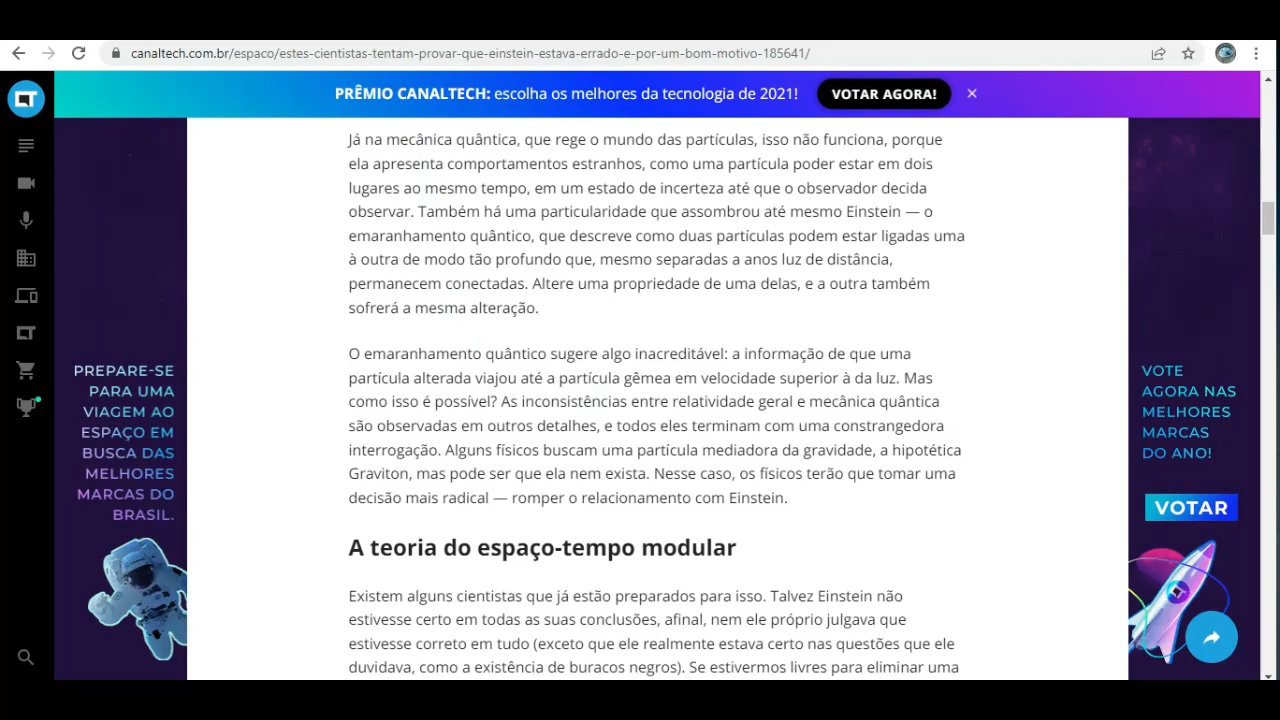 canaltech.com.br/espaco/estes-cientistas-tentam-provar-que-einstein-estava-errado-e-por-um-bom-motivo-185641/
PRÊMIO CANALTECH: escolha os melhores da tecnologia de 2021!
VOTAR AGORA!
Já na mecânica quântica, que rege o mundo das partículas, isso não funciona, porque
ela apresenta comportamentos estranhos, como uma partícula poder estar em dois
lugares ao mesmo tempo, em um estado de incerteza até que o observador decida
observar. Também há uma particularidade que assombrou até mesmo Einstein — o
emaranhamento quântico, que descreve como duas partículas podem estar ligadas uma
à outra de modo tão profundo que, mesmo separadas a anos luz de distância,
permanecem conectadas. Altere uma propriedade de uma delas, e a outra também
sofrerá a mesma alteração.
O emaranhamento quântico sugere algo inacreditável: a informação de que uma
partícula alterada viajou até a partícula gêmea em velocidade superior à da luz. Mas
como isso é possível? As inconsistências entre relatividade geral e mecânica quântica
são observadas em outros detalhes, e todos eles terminam com uma constrangedora
interrogação. Alguns físicos buscam uma partícula mediadora da gravidade, a hipotética
Graviton, mas pode ser que ela nem exista. Nesse caso, os físicos terão que tomar uma
decisão mais radical — romper o relacionamento com Einstein.
A teoria do espaço-tempo modular
Existem alguns cientistas que já estão preparados para isso. Talvez Einstein não
estivesse certo em todas as suas conclusões, afinal, nem ele próprio julgava que
estivesse correto em tudo (exceto que ele realmente estava certo nas questões que ele
duvidava, como a existência de buracos negros). Se estivermos livres para eliminar uma
PREPARE-SE
PARA UMA
VIAGEM AO
ESPAÇO EM
BUSCA DAS
MELHORES
MARCAS DO
BRASIL.
VOTE
AGORA NAS
MELHORES
MARCAS
DO ANO!
VOTAR